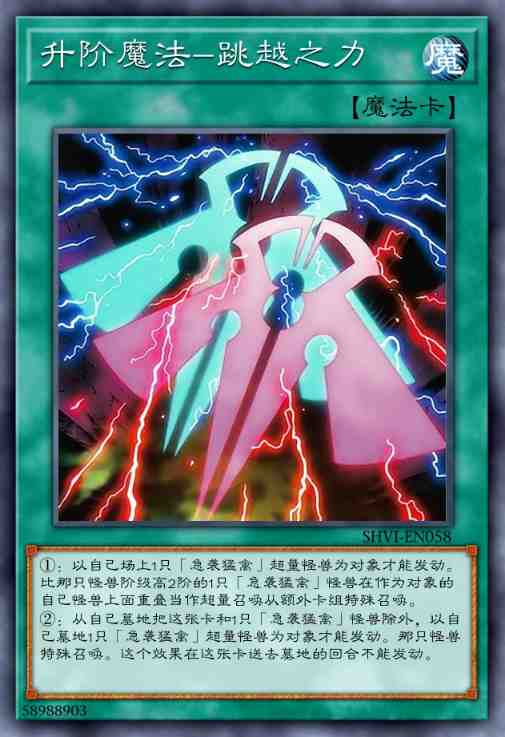 升阶魔法-跳越之力
魔
【魔法卡】
SHVI-EN058
①：以自己场上1只「急袭猛禽」超量怪兽为对象才能发动。
比那只怪兽阶级高2阶的1只「急袭猛禽」怪兽在作为对象的
自己怪兽上面重叠当作超量召唤从额外卡组特殊召唤。
②：从自己墓地把这张卡和1只「急袭猛禽」怪兽除外，以自
己墓地1只「急袭猛禽」超量怪兽为对象才能发动。那只怪兽
特殊召唤。这个效果在这张卡送去墓地的回合不能发动。
58988903